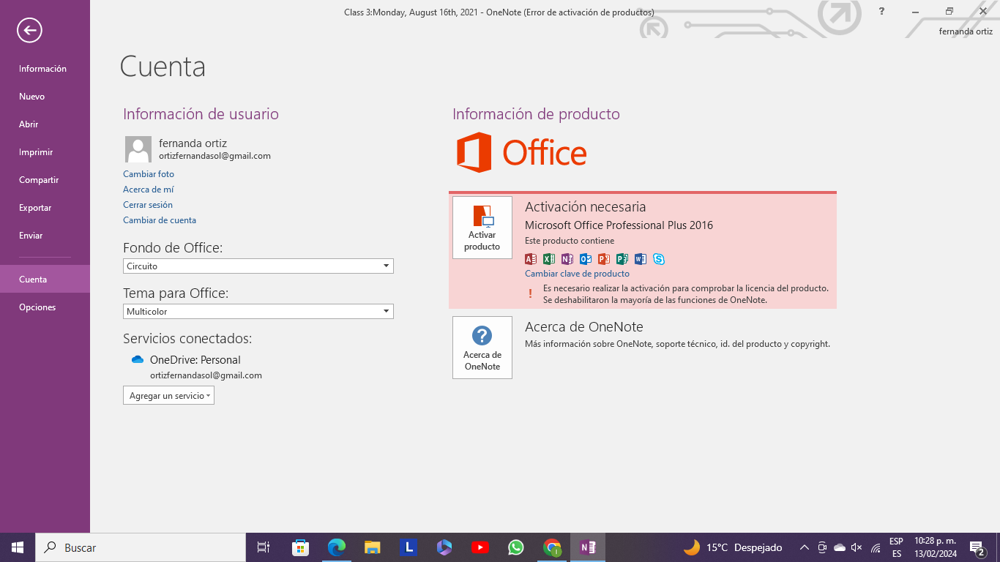 Class 3:Monday, August 16th, 2021 - OneNote (Error de activación de productos)
?
fernanda ortiz
Información
Nuevo
Abrir
Imprimir
Compartir
Exportar
Enviar
Cuenta
Opciones
Cuenta
Información de usuario
fernanda ortiz
ortizfernandasol@gmail.com
Cambiar foto
Acerca de mí
Cerrar sesión
Cambiar de cuenta
Fondo de Office:
Circuito
Tema para Office:
Multicolor
Servicios conectados:
OneDrive: Personal
ortizfernandasol@gmail.com
Agregar un servicio
Información de producto
Office
Activar
producto
Activación necesaria
Microsoft Office Professional Plus 2016
Este producto contiene
Cambiar clave de producto
! Es necesario realizar la activación para comprobar la licencia del producto.
Se deshabilitaron la mayoría de las funciones de OneNote.
?
Acerca de
OneNote
Acerca de OneNote
Más información sobre OneNote, soporte técnico, id. del producto y copyright.
Buscar
L
N
15°C Despejado
ESP
ES
10:28 p. m.
13/02/2024
2